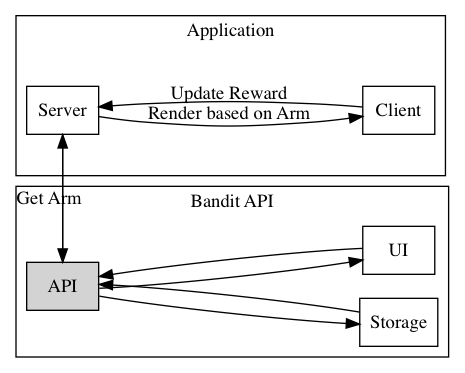 Application
Update Reward
Server
Client
Render based on Arm
Get Arm
Bandit API
UI
API
Storage